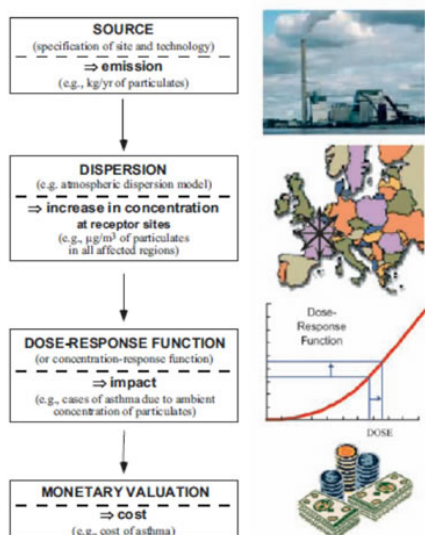 SOURCE
(specification of site and technology)
⇒ emission
(e.g., kg/yr of particulates)
DISPERSION
(e.g. atmospheric dispersion model)
⇒ increase in concentration
at receptor sites
(e.g., µg/m³ of particulates
in all affected regions)
DOSE-RESPONSE FUNCTION
(or concentration-response function)
⇒ impact
(e.g., cases of asthma due to ambient
concentration of particulates)
MONETARY VALUATION
⇒ cost
(e.g., cost of asthma)
Dose-
Response
Function
DOSE